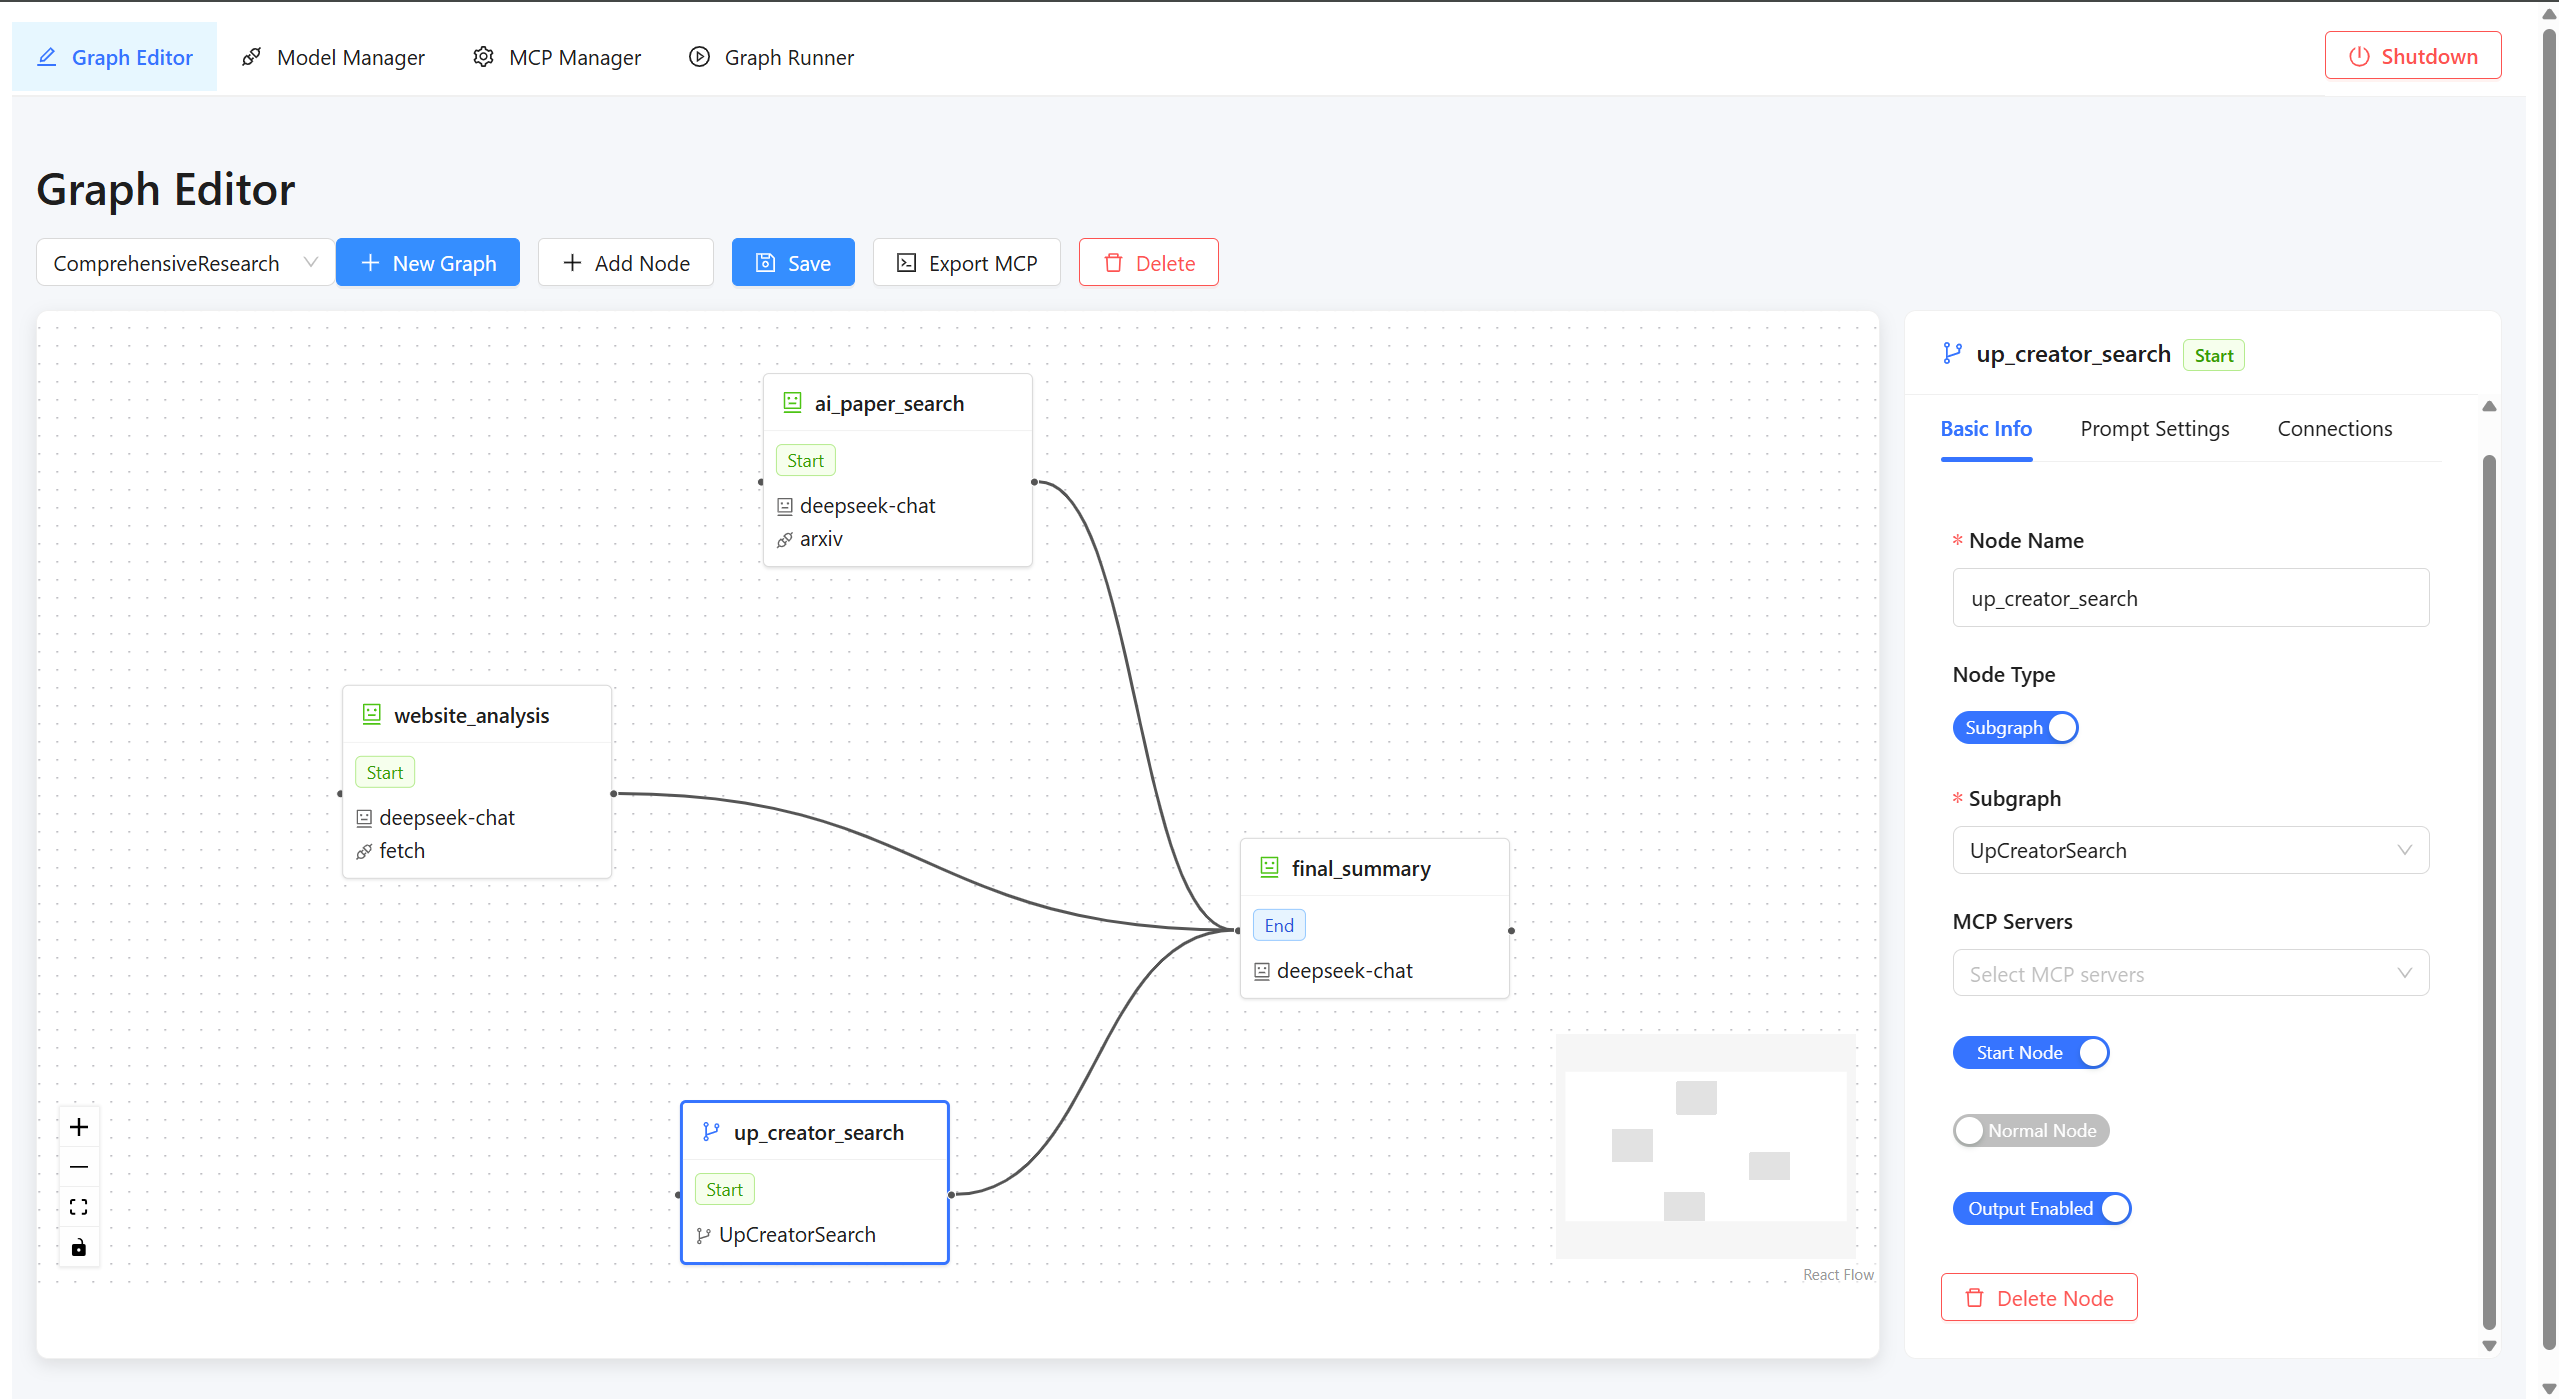 Graph Editor
Model Manager
MCP Manager
Graph Runner
Shutdown
Graph Editor
ComprehensiveResearch
New Graph
Add Node
Save
Export MCP
Delete
ai_paper_search
Start
deepseek-chat
arxiv
website_analysis
Start
deepseek-chat
fetch
final_summary
End
deepseek-chat
up_creator_search
Start
UpCreatorSearch
React Flow
up_creator_search Start
Basic Info
Prompt Settings
Connections
* Node Name
up_creator_search
Node Type
Subgraph
* Subgraph
UpCreatorSearch
MCP Servers
Select MCP servers
Start Node
Normal Node
Output Enabled
Delete Node